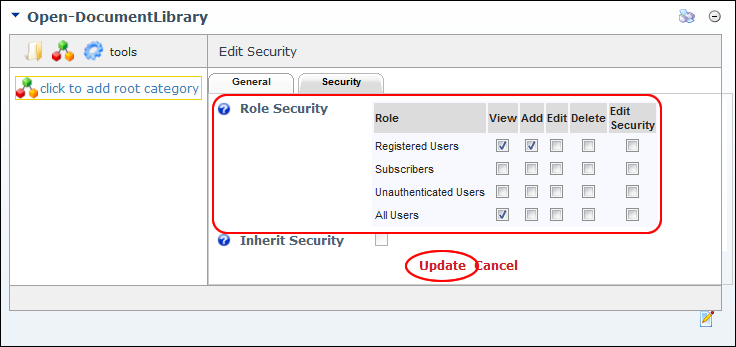 Open-DocumentLibrary
tools
Edit Security
click to add root category
General
Security
Role Security
Role View Add Edit Delete Edit Security
Registered Users
Subscribers
Unauthenticated Users
All Users
Inherit Security
Update Cancel